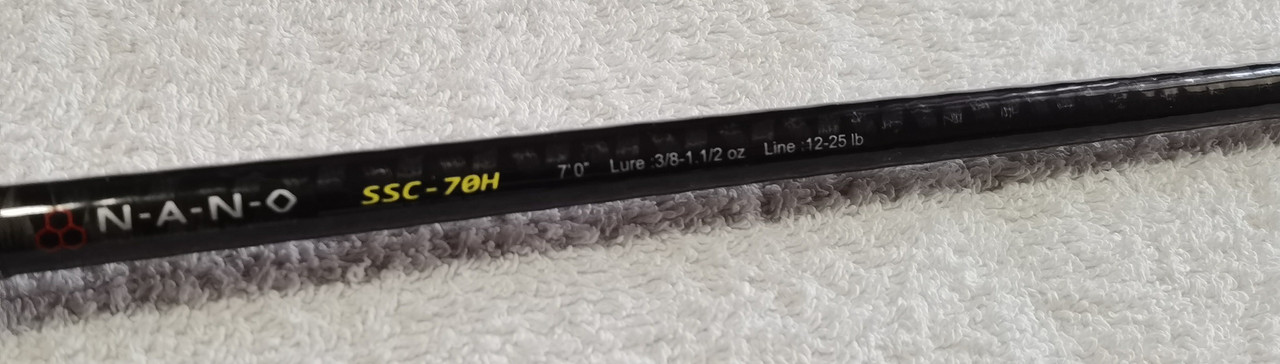 N-A-N-O SSC-70H 7'0" Lure :3/8-1.1/2 oz Line :12-25 lb